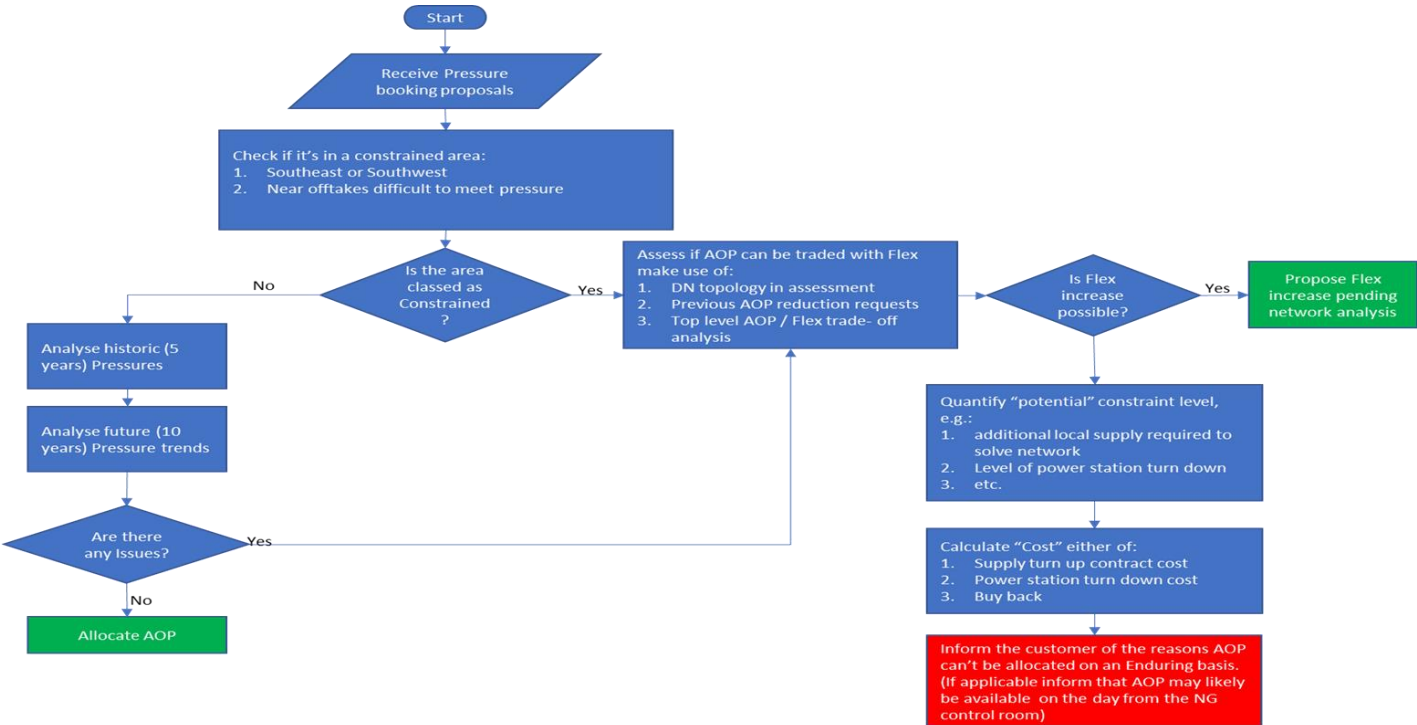 Start
Receive Pressure
booking proposals
Check if it's in a constrained area:
1. Southeast or Southwest
2. Near offtakes difficult to meet pressure
Is the area
classed as
Constrained
?
No
Yes
Assess if AOP can be traded with Flex
make use of:
1. DN topology in assessment
2. Previous AOP reduction requests
3. Top level AOP / Flex trade- off
analysis
Is Flex
increase
possible?
Yes
Propose Flex
increase pending
network analysis
Analyse historic (5
years) Pressures
Analyse future (10
years) Pressure trends
Are there
any Issues?
Yes
No
Allocate AOP
Quantify “potential” constraint level,
e.g.:
1. additional local supply required to
solve network
2. Level of power station turn down
3. etc.
Calculate “Cost” either of:
1. Supply turn up contract cost
2. Power station turn down cost
3. Buy back
Inform the customer of the reasons AOP
can't be allocated on an Enduring basis.
(If applicable inform that AOP may likely
be available on the day from the NG
control room)